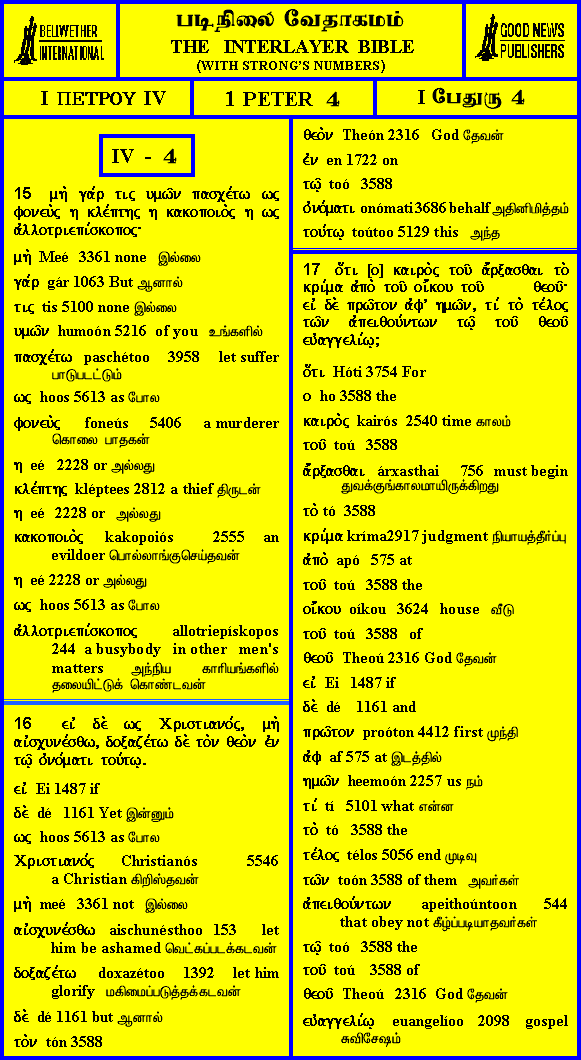 BELIWETHER
INTERNATIONAL
படிநிலை வேதாகமம்
THE INTERLAYER BIBLE
(WITH STRONG'S NUMBERS)
GOOD NEWS
PUBLISHERS
I ΠΕΤΡΟΥ IV
1 PETER 4
I பேதுரு 4
IV - 4
15 μὴ γάρ τις υμῶν πασχέτω ως
φονεὺς η κλέπτης η κακοποιὸς η ως
ἀλλοτριεπίσκοπος·
μὴ Meé 3361 none இல்லை
γάρ gár 1063 But ஆனால்
τις tis 5100 none இல்லை
υμῶν humoón 5216 of you உங்களில்
πασχέτω paschétoo 3958 let suffer
பாடுபடட்டும்
ως hoos 5613 as போல
φονεὺς foneús 5406 a murderer
கொலை பாதகன்
η eé 2228 or அல்லது
κλέπτης kléptees 2812 a thief திருடன்
η eé 2228 or அல்லது
κακοποιὸς kakopoiós 2555 an
evildoer பொல்லாங்குசெய்தவன்
η eé 2228 or அல்லது
ως hoos 5613 as போல
ἀλλοτριεπίσκοπος allotriepískopos
244 a busybody in other men's
matters அந்நிய காரியங்களில்
தலையிட்டுக் கொண்டவன்
16 εἰ δὲ ως Χριστιανός, μὴ
αἰσχυνέσθω, δοξαζέτω δὲ τὸν θεὸν ἐν
τῷ ὀνόματι τούτῳ.
εἰ Ei 1487 if
δὲ dé 1161 Yet இன்னும்
ως hoos 5613 as போல
Χριστιανός Christianós 5546
a Christian கிறிஸ்தவன்
μὴ meé 3361 not இல்லை
αἰσχυνέσθω aischunésthoo 153 let
him be ashamed வெட்கப்படக்கடவன்
δοξαζέτω doxazétoo 1392 let him
glorify மகிமைப்படுத்தக்கடவன்
δὲ dé 1161 but ஆனால்
τὸν tón 3588
θεὸν Theón 2316 God தேவன்
ἐν en 1722 on
τῷ toó 3588
ὀνόματι onómati3686 behalf அதினிமித்தம்
τούτῳ toútoo 5129 this அந்த
17 ὅτι [ο] καιρὸς τοῦ ἄρξασθαι τὸ
κρίμα ἀπὸ τοῦ οἴκου τοῦ θεοῦ·
εἰ δὲ πρῶτον ἀφ' ημῶν, τί τὸ τέλος
τῶν ἀπειθούντων τῷ τοῦ θεοῦ
εὐαγγελίῳ;
ὅτι Hóti 3754 For
ο ho 3588 the
καιρὸς kairós 2540 time காலம்
τοῦ toú 3588
ἄρξασθαι árxasthai 756 must begin
துவக்குங்காலமாயிருக்கிறது
τὸ tó 3588
κρίμα kríma2917 judgment நியாயத்தீர்ப்பு
ἀπὸ apó 575 at
τοῦ toú 3588 the
οἴκου oíkou 3624 house வீடு
τοῦ toú 3588 of
θεοῦ Theoú 2316 God தேவன்
εἰ Ei 1487 if
δὲ dé 1161 and
πρῶτον proóton 4412 first முந்தி
ἀφ af 575 at இடத்தில்
ημῶν heemoón 2257 us நம்
τί tí 5101 what என்ன
τὸ tó 3588 the
τέλος télos 5056 end முடிவு
τῶν toón 3588 of them அவர்கள்
ἀπειθούντων apeithoúntoon 544
that obey not கீழ்ப்படியாதவர்கள்
τῷ toó 3588 the
τοῦ toú 3588 of
θεοῦ Theoú 2316 God தேவன்
εὐαγγελίῳ euangelíoo 2098 gospel
சுவிசேஷம்